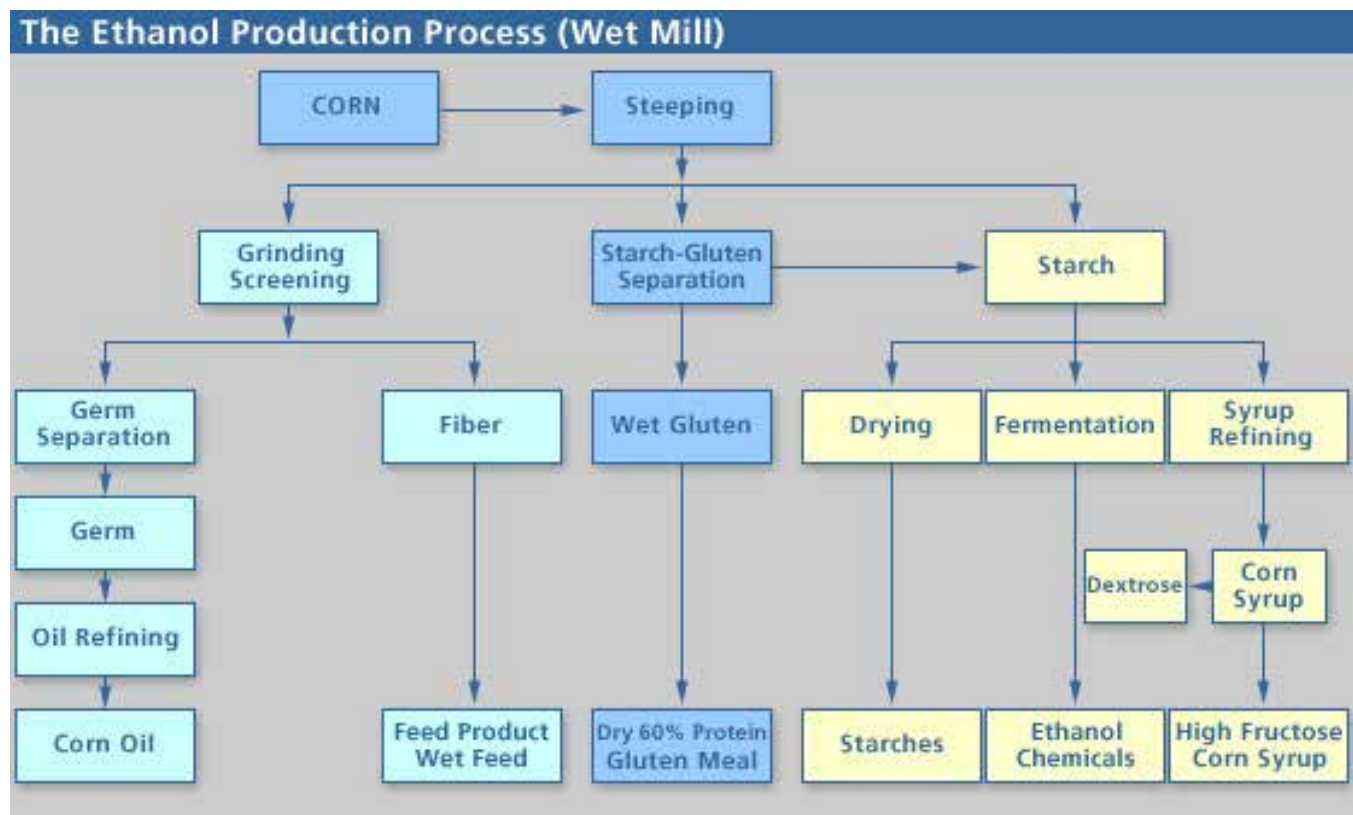 The Ethanol Production Process (Wet Mill)
CORN
Steeping
Grinding
Screening
Starch-Gluten
Separation
Starch
Germ
Separation
Fiber
Wet Gluten
Drying
Fermentation
Syrup
Refining
Germ
Dextrose
Corn
Syrup
Oil Refining
Corn Oil
Feed Product
Wet Feed
Dry 60% Protein
Gluten Meal
Starches
Ethanol
Chemicals
High Fructose
Corn Syrup